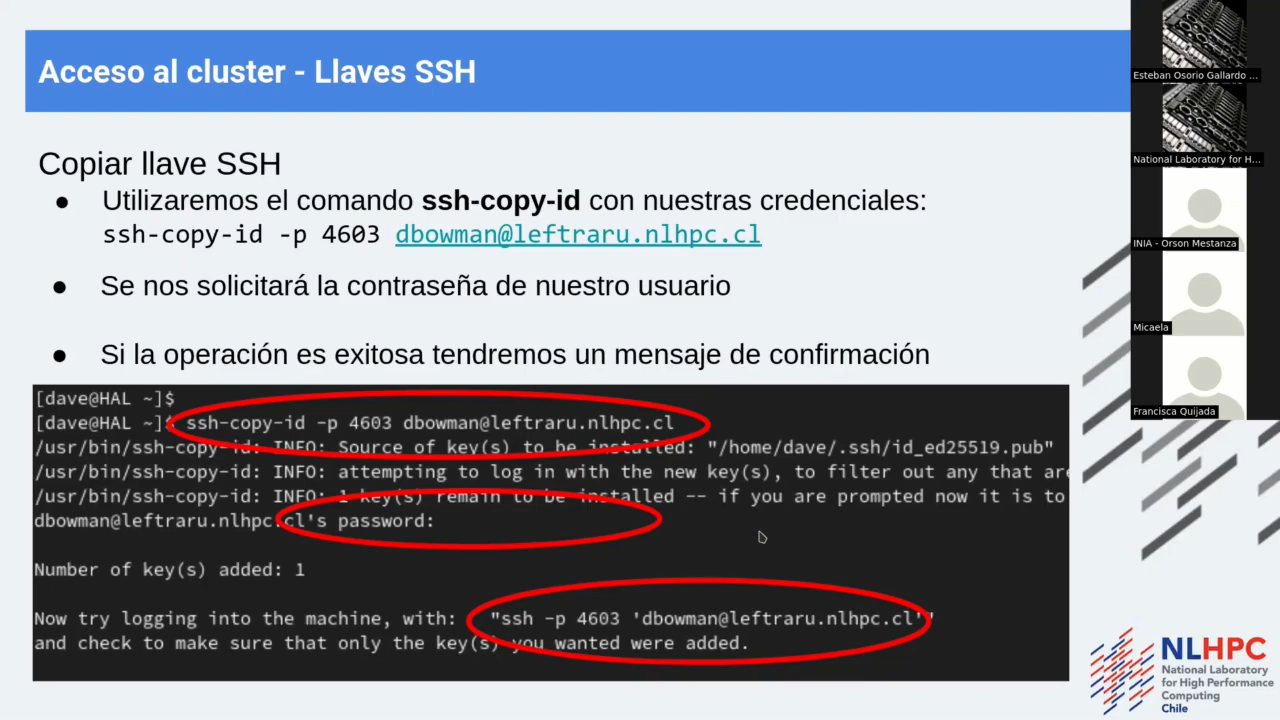 Acceso al cluster - Llaves SSH
Copiar llave SSH
● Utilizaremos el comando ssh-copy-id con nuestras credenciales:
ssh-copy-id -p 4603 dbowman@leftraru.nlhpc.cl
● Se nos solicitará la contraseña de nuestro usuario
● Si la operación es exitosa tendremos un mensaje de confirmación
[dave@HAL ~]$
[dave@HAL ~]$ ssh-copy-id -p 4603 dbowman@leftraru.nlhpc.cl
/usr/bin/ssh-copy-id: INFO: Source of key(s) to be installed: "/home/dave/.ssh/id_ed25519.pub"
/usr/bin/ssh-copy-id: INFO: attempting to log in with the new key(s), to filter out any that are
/usr/bin/ssh-copy-id: INFO: 1 key(s) remain to be installed -- if you are prompted now it is to
dbowman@leftraru.nlhpc.cl's password:
Number of key(s) added: 1
Now try logging into the machine, with: "ssh -p 4603 'dbowman@leftraru.nlhpc.cl'"
and check to make sure that only the key(s) you wanted were added.
Esteban Osorio Gallardo ...
National Laboratory for H...
INIA - Orson Mestanza
Micaela
Francisca Quijada
NLHPC
National Laboratory
for High Performance
Computing
Chile